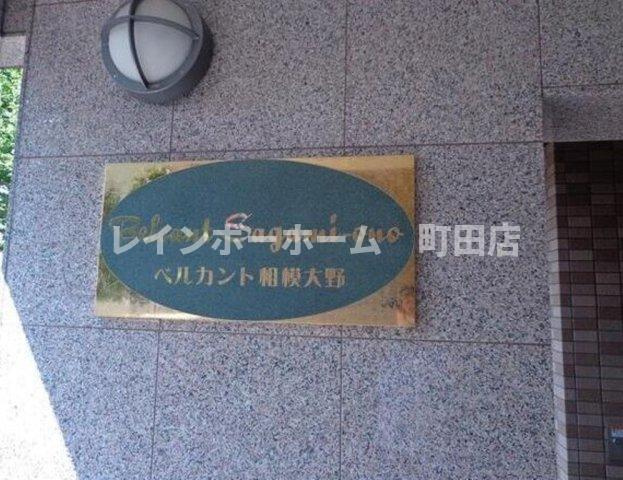 Belcant Sagami-ono
レインボーホーム 町田店
ベルカント相模大野